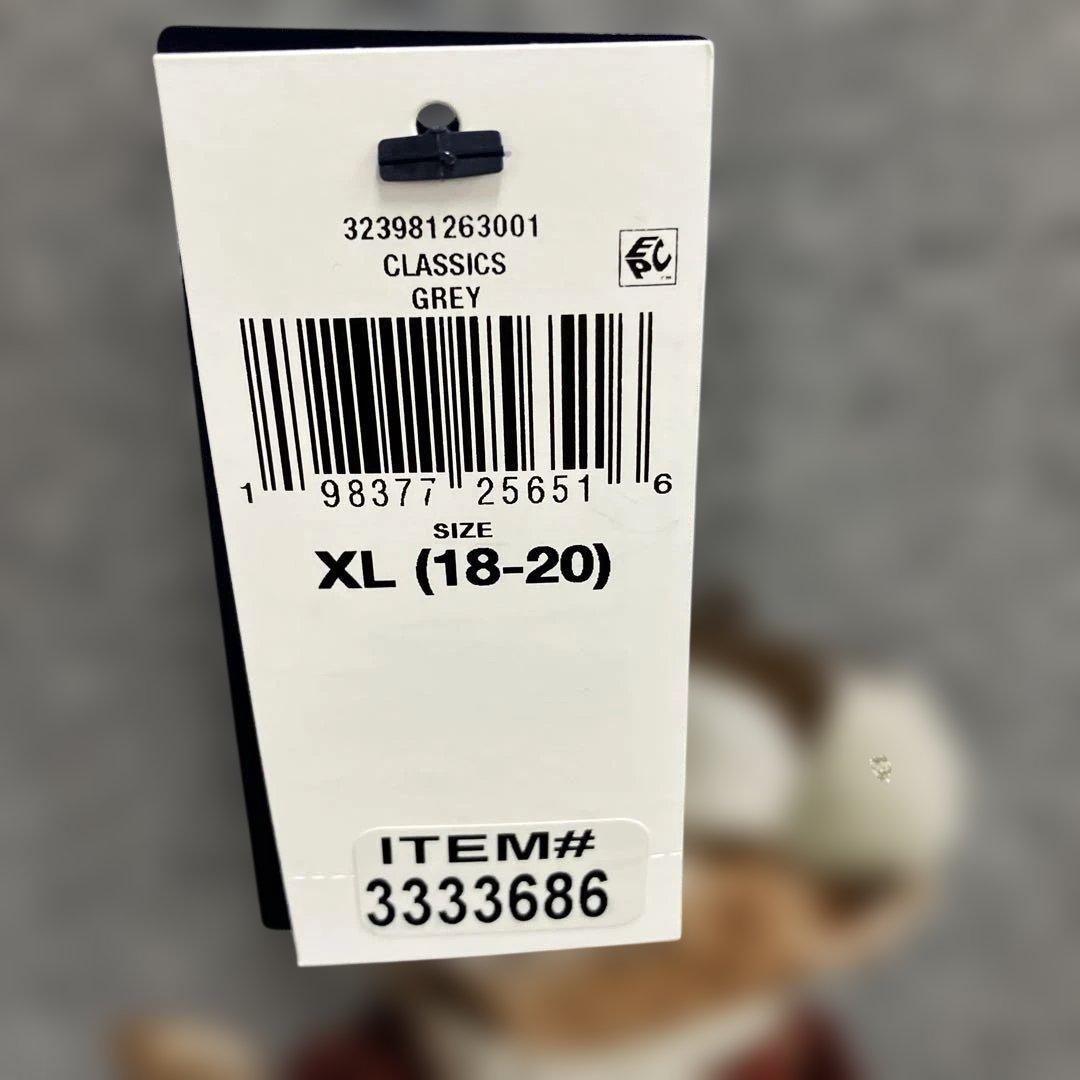 323981263001
CLASSICS
GREY
EPC
1 98377 25651 6
SIZE
XL (18-20)
ITEM#
3333686